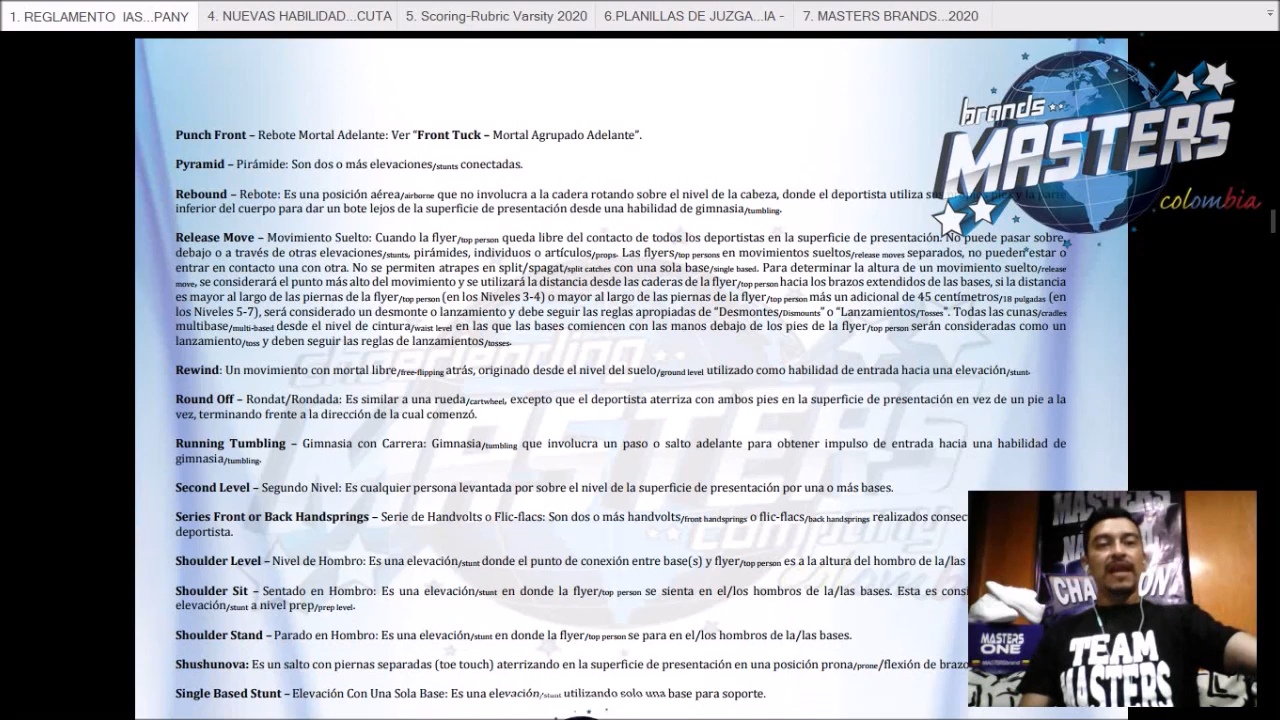 1. REGLAMENTO IAS...PANY
4. NUEVAS HABILIDAD...CUTA
5. Scoring-Rubric Varsity 2020
6.PLANILLAS DE JUZGA...IA -
7. MASTERS BRANDS...2020
brands
MASTERS
colombia
Punch Front – Rebote Mortal Adelante: Ver “Front Tuck – Mortal Agrupado Adelante”.
Pyramid – Pirámide: Son dos o más elevaciones/stunts conectadas.
Rebound – Rebote: Es una posición aérea/airborne que no involucra a la cadera rotando sobre el nivel de la cabeza, donde el deportista utiliza
inferior del cuerpo para dar un bote lejos de la superficie de presentación desde una habilidad de gimnasia/tumbling.
Release Move – Movimiento Suelto: Cuando la flyer/top person queda libre del contacto de todos los deportistas en la superficie de presentación. No puede pasar sobre,
debajo o a través de otras elevaciones/stunts, pirámides, individuos o artículos/props. Las flyers/top persons en movimientos sueltos/release moves separados, no pueden estar o
entrar en contacto una con otra. No se permiten atrapes en split/spagat/split catches con una sola base/single based. Para determinar la altura de un movimiento suelto/release
move, se considerará el punto más alto del movimiento y se utilizará la distancia desde las caderas de la flyer/top person hacia los brazos extendidos de las bases, si la distancia
es mayor al largo de las piernas de la flyer/top person (en los Niveles 3-4) o mayor al largo de las piernas de la flyer/top person más un adicional de 45 centímetros/18 pulgadas (en
los Niveles 5-7), será considerado un desmonte o lanzamiento y debe seguir las reglas apropiadas de “Desmontes/Dismounts” o “Lanzamientos/Tosses”. Todas las cunas/cradles
multibase/multi-based desde el nivel de cintura/waist level en las que las bases comiencen con las manos debajo de los pies de la flyer/top person serán consideradas como un
lanzamiento/toss y deben seguir las reglas de lanzamientos/tosses.
Rewind: Un movimiento con mortal libre/free-flipping atrás, originado desde el nivel del suelo/ground level utilizado como habilidad de entrada hacia una elevación/stunt.
Round Off – Rondat/Rondada: Es similar a una rueda/cartwheel, excepto que el deportista aterriza con ambos pies en la superficie de presentación en vez de un pie a la
vez, terminando frente a la dirección de la cual comenzó.
Running Tumbling – Gimnasia con Carrera: Gimnasia/tumbling que involucra un paso o salto adelante para obtener impulso de entrada hacia una habilidad de
gimnasia/tumbling.
Second Level – Segundo Nivel: Es cualquier persona levantada por sobre el nivel de la superficie de presentación por una o más bases.
Series Front or Back Handsprings – Serie de Handvolts o Flic-flacs: Son dos o más handvolts/front handsprings o flic-flacs/back handsprings realizados consec
deportista.
Shoulder Level – Nivel de Hombro: Es una elevación/stunt donde el punto de conexión entre base(s) y flyer/top person es a la altura del hombro de la/las
Shoulder Sit – Sentado en Hombro: Es una elevación/stunt en donde la flyer/top person se sienta en el/los hombros de la/las bases. Esta es consi
elevación/stunt a nivel prep/prep level.
Shoulder Stand – Parado en Hombro: Es una elevación/stunt en donde la flyer/top person se para en el/los hombros de la/las bases.
Shushunova: Es un salto con piernas separadas (toe touch) aterrizando en la superficie de presentación en una posición prona/prone/flexión de brazo
Single Based Stunt – Elevación Con Una Sola Base: Es una elevación/stunt utilizando solo una base para soporte.
MASTERS
ONE
TEAM
MASTERS